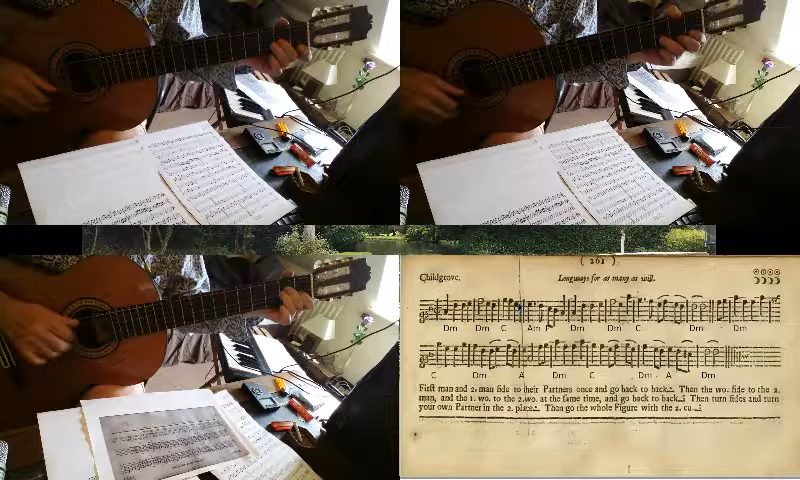 ( 261 )
Childgrove.
Longways for as many as will.
Dm Dm C Am Dm Dm C Dm Dm
C Dm A Dm C Dm A Dm
First man and 2. man side to their Partners once and go back to back. Then the wo. side to the 2.
man, and the 1. wo. to the 2.wo. at the same time, and go back to back. Then turn sides and turn
your own Partner in the 2. place. Then go the whole Figure with the 2. cu.